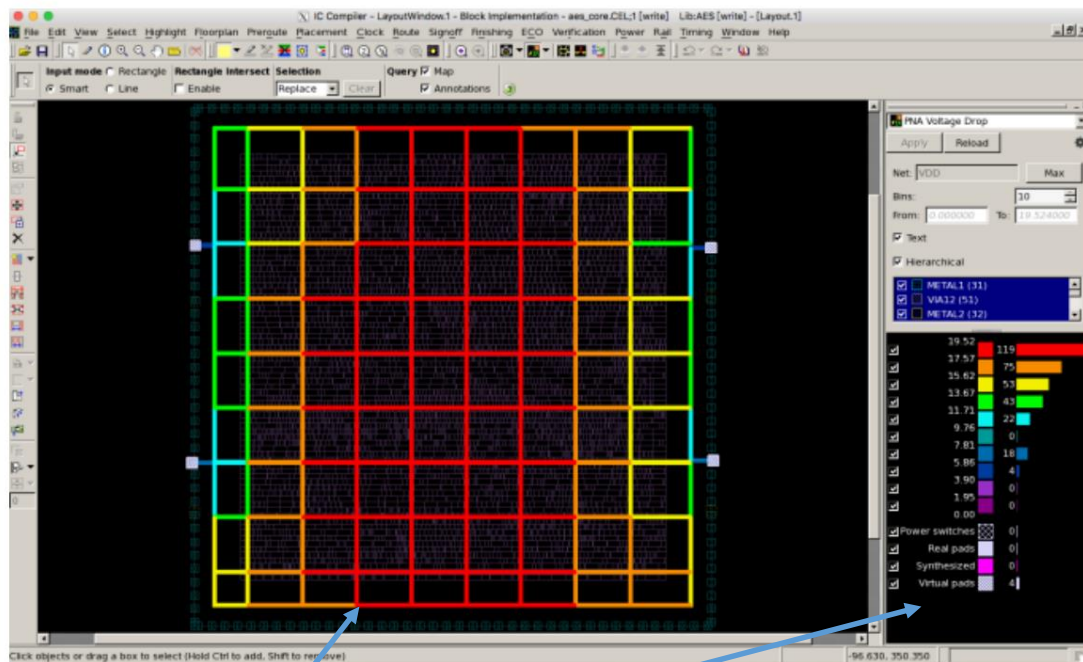 IC Compiler - LayoutWindow.1 - Block Implementation - aes_core.CEL;1 [write]   Lib:AES [write] - [Layout.1]
File Edit View Select Highlight Floorplan Preroute Placement Clock Route Signoff Finishing ECO Verification Power Rail Timing Window Help
Input mode Rectangle Rectangle Intersect Selection Query Map
Smart Line Enable Replace Clear Annotations
PNA Voltage Drop
Apply Reload
Net: VDD Max
Bins: 10
From: 0.000000 To: 19.524000
Text
Hierarchical
METAL1 (31)
VIA12 (51)
METAL2 (32)
19.52
119
17.57
75
15.62
53
13.67
43
11.71
22
9.76
0
7.81
18
5.86
4
3.90
0
1.95
0
0.00
Power switches 0
Real pads 0
Synthesized 0
Virtual pads 4
0
Click objects or drag a box to select (Hold Ctrl to add, Shift to remove) -96.630, 350.350